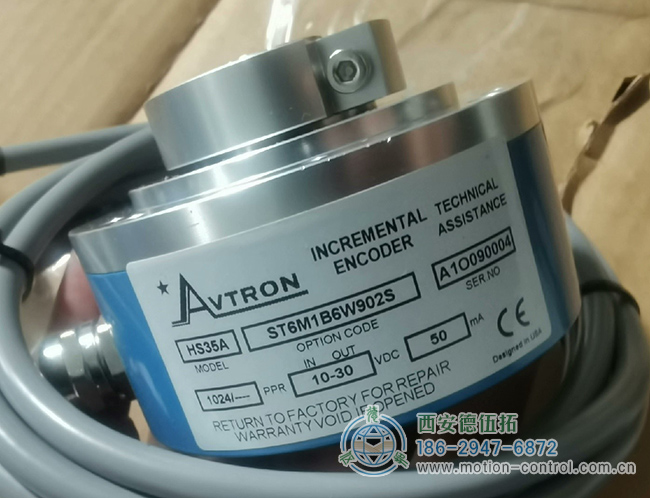 AVTRON
INCREMENTAL
ENCODER
TECHNICAL
ASSISTANCE
HS35A
MODEL
ST6M1B6W902S
OPTION CODE
A1O090004
SER.NO
IN OUT
1024/----
PPR
10-30
VDC
50
mA
CE
Designed in USA
RETURN TO FACTORY FOR REPAIR
WARRANTY VOID IF OPENED
西安德伍拓
186-2947-6872
www.motion-control.com.cn